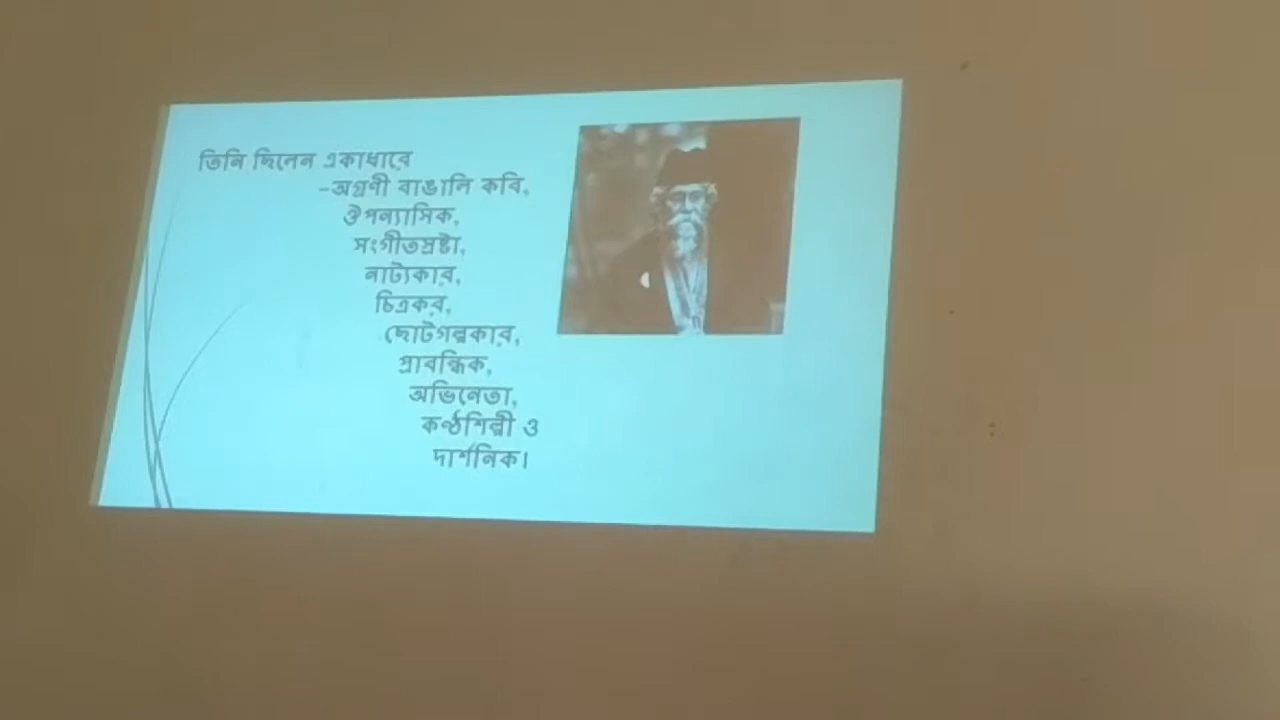 তিনি ছিলেন একাধারে
-অগ্রণী বাঙালি কবি,
ঔপন্যাসিক,
সংগীতস্রষ্টা,
নাট্যকার,
চিত্রকর,
ছোটগল্পকার,
প্রাবন্ধিক,
অভিনেতা,
কণ্ঠশিল্পী ও
দার্শনিক।